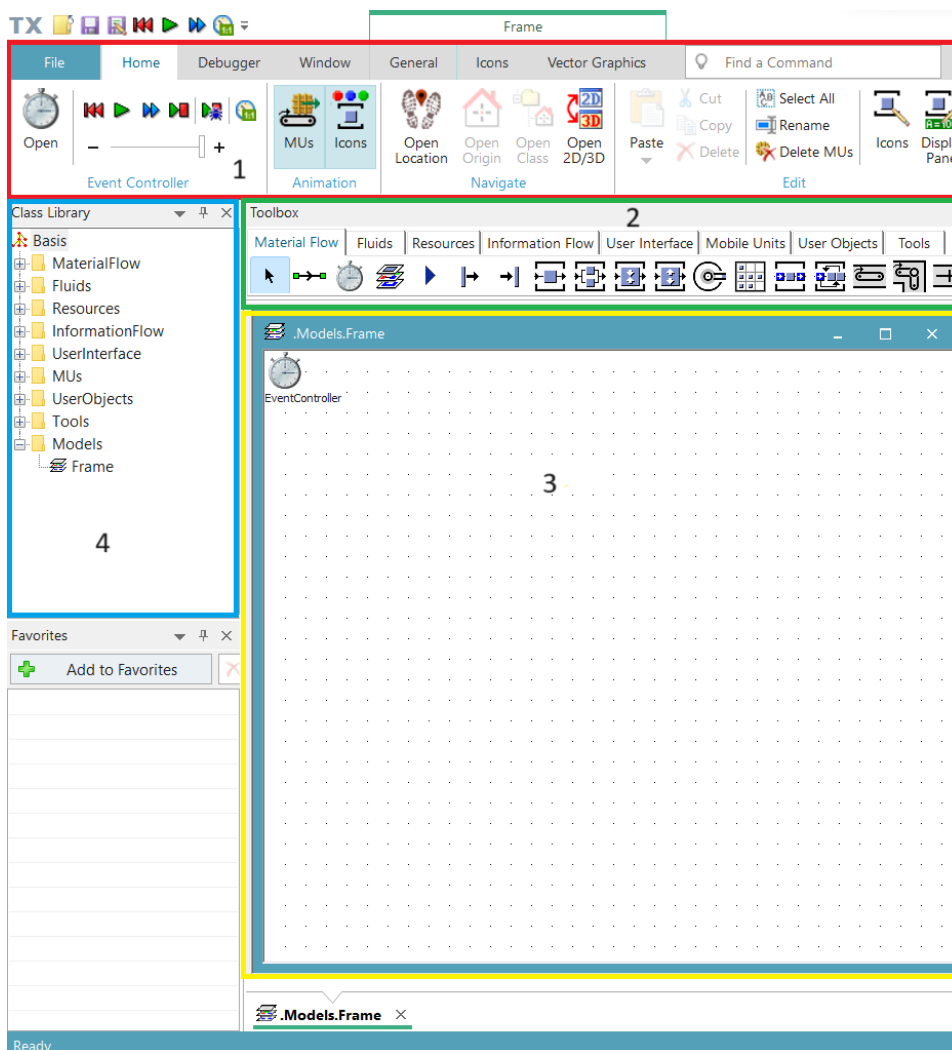 TX
Frame
File Home Debugger Window General Icons Vector Graphics Find a Command
Open
MUs Icons
Open Location
Open Origin
Open Class
2D
3D
Open 2D/3D
Paste
Cut
Copy
Delete
Select All
Rename
Delete MUs
Icons
Event Controller 1 Animation Navigate Edit
Class Library
Basis
MaterialFlow
Fluids
Resources
InformationFlow
UserInterface
MUs
UserObjects
Tools
Models
Frame
4
Toolbox 2
Material Flow Fluids Resources Information Flow User Interface Mobile Units User Objects Tools
.Models.Frame
EventController
3
Favorites
Add to Favorites
.Models.Frame
Ready